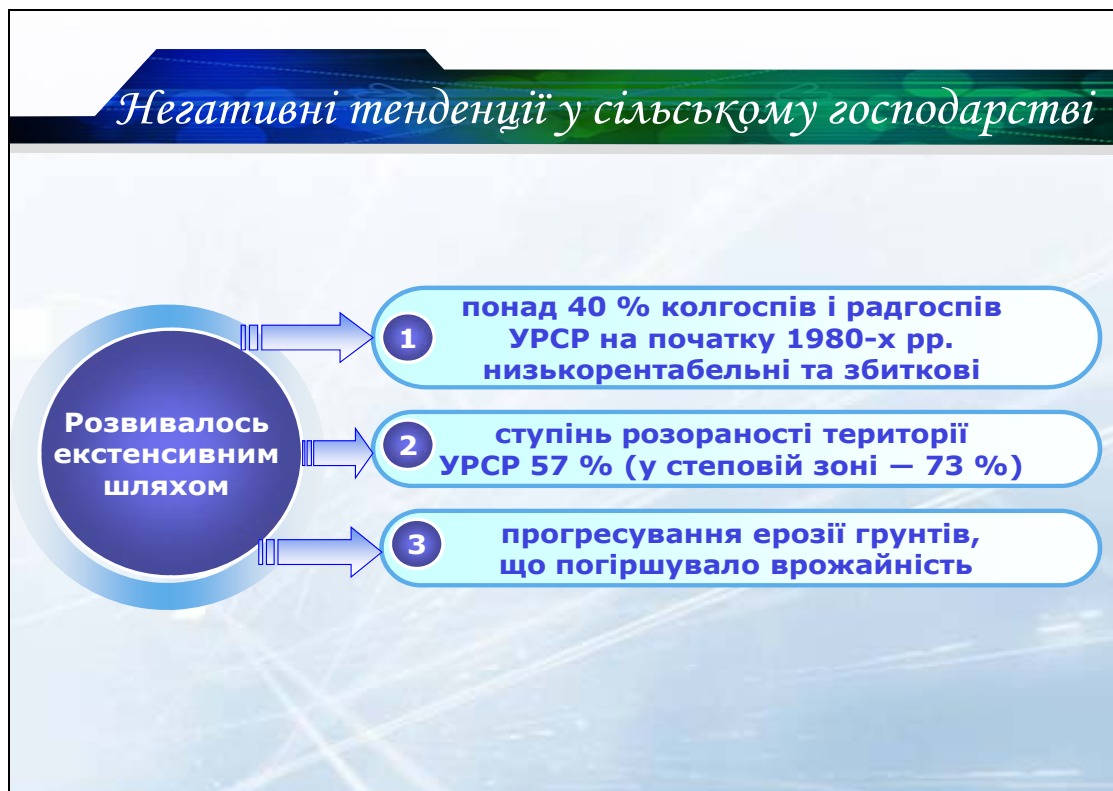 Негативні тенденції у сільському господарстві
Розвивалось
екстенсивним
шляхом
1
понад 40 % колгоспів і радгоспів
УРСР на початку 1980-х рр.
низькорентабельні та збиткові
2
ступінь розораності території
УРСР 57 % (у степовій зоні — 73 %)
3
прогресування ерозії грунтів,
що погіршувало врожайність